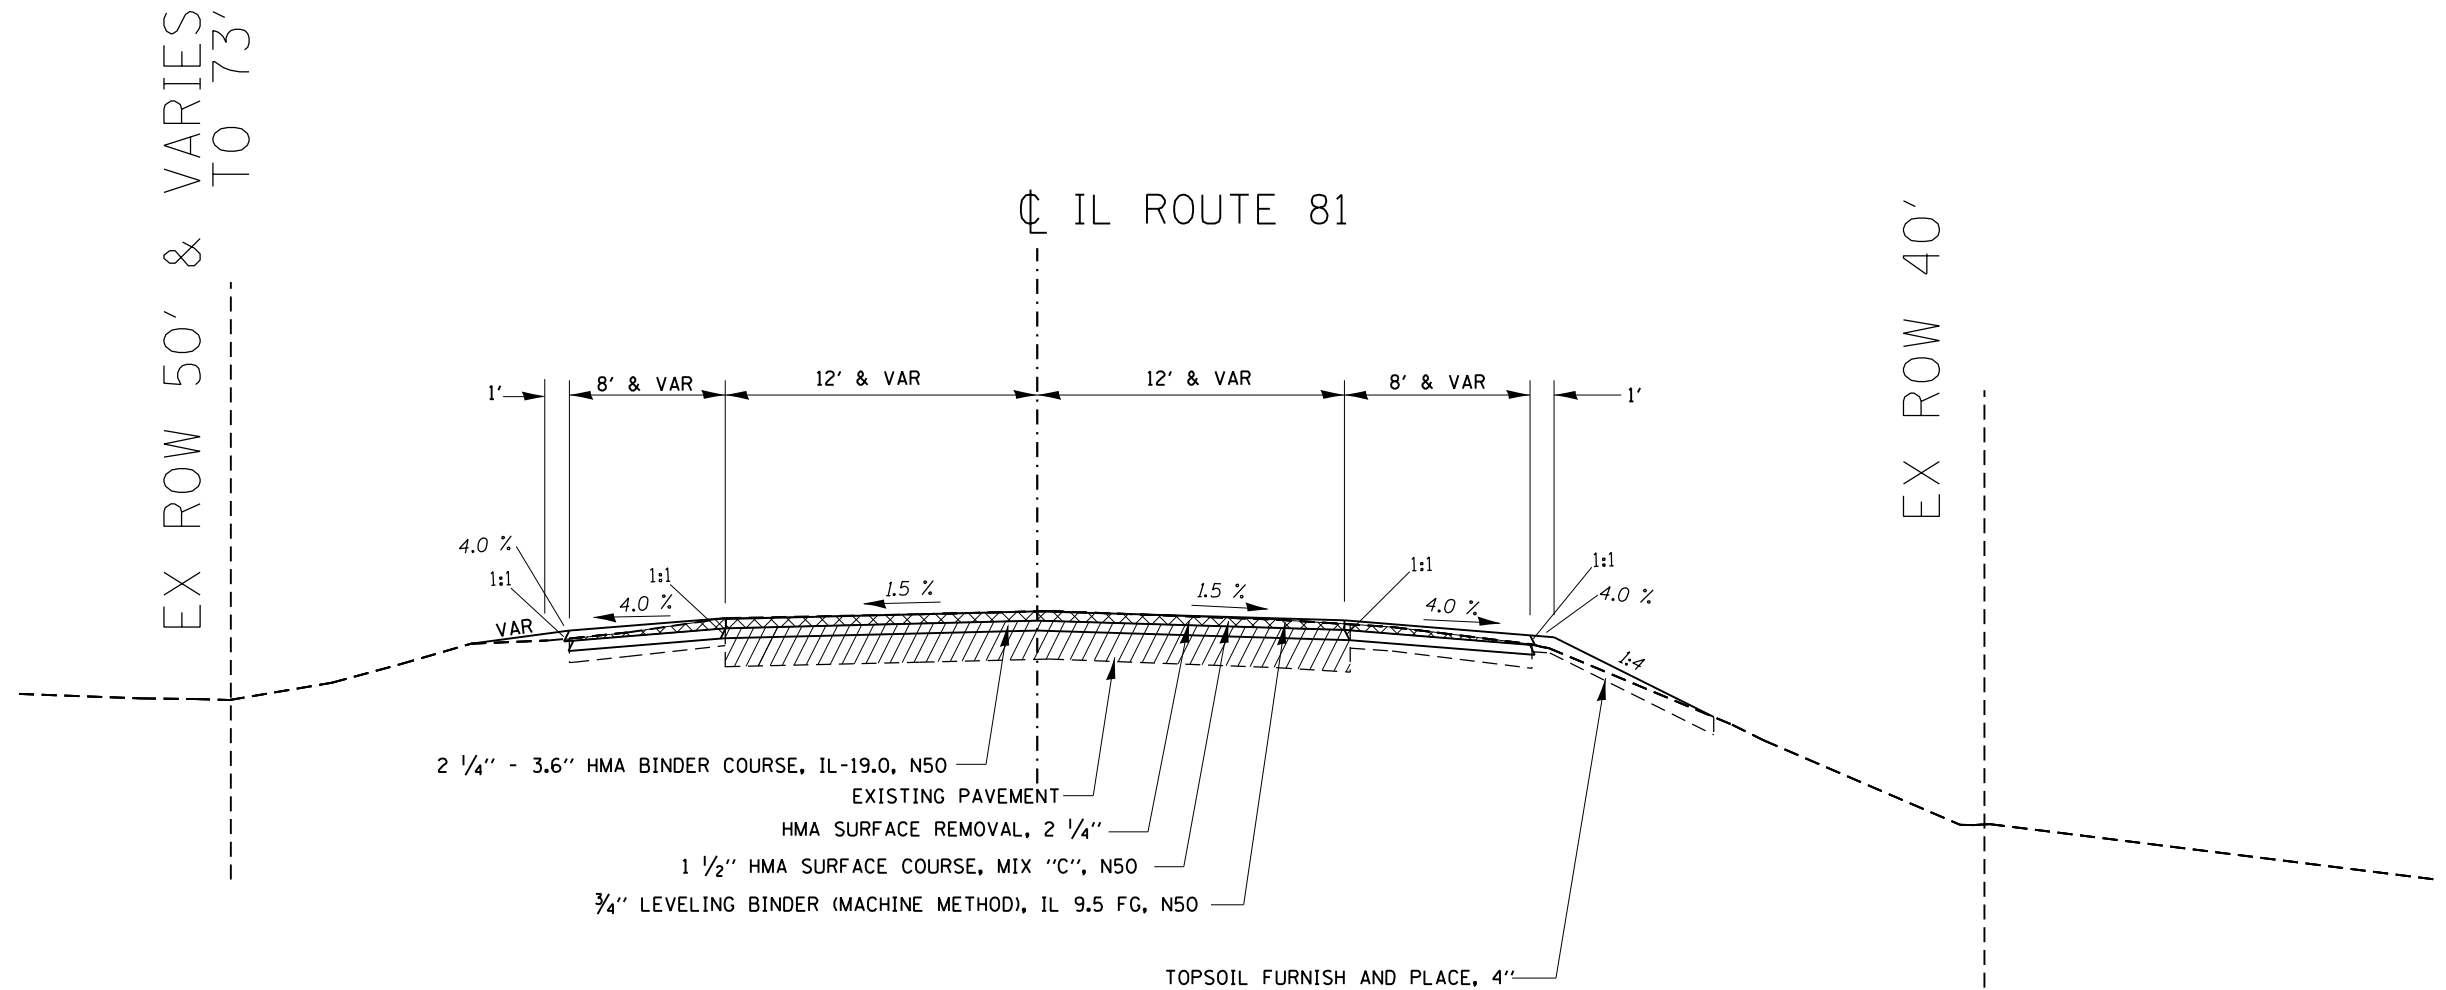 EX ROW 50' & VARIES
TO 73'
℄ IL ROUTE 81
EX ROW 40'
1'
8' & VAR
12' & VAR
12' & VAR
8' & VAR
1'
4.0 %
1:1
VAR
4.0 %
1:1
1.5 %
1.5 %
1:1
4.0 %
1:1
4.0 %
1:4
2 1/4" - 3.6" HMA BINDER COURSE, IL-19.0, N50
EXISTING PAVEMENT
HMA SURFACE REMOVAL, 2 1/4"
1 1/2" HMA SURFACE COURSE, MIX "C", N50
3/4" LEVELING BINDER (MACHINE METHOD), IL 9.5 FG, N50
TOPSOIL FURNISH AND PLACE, 4"